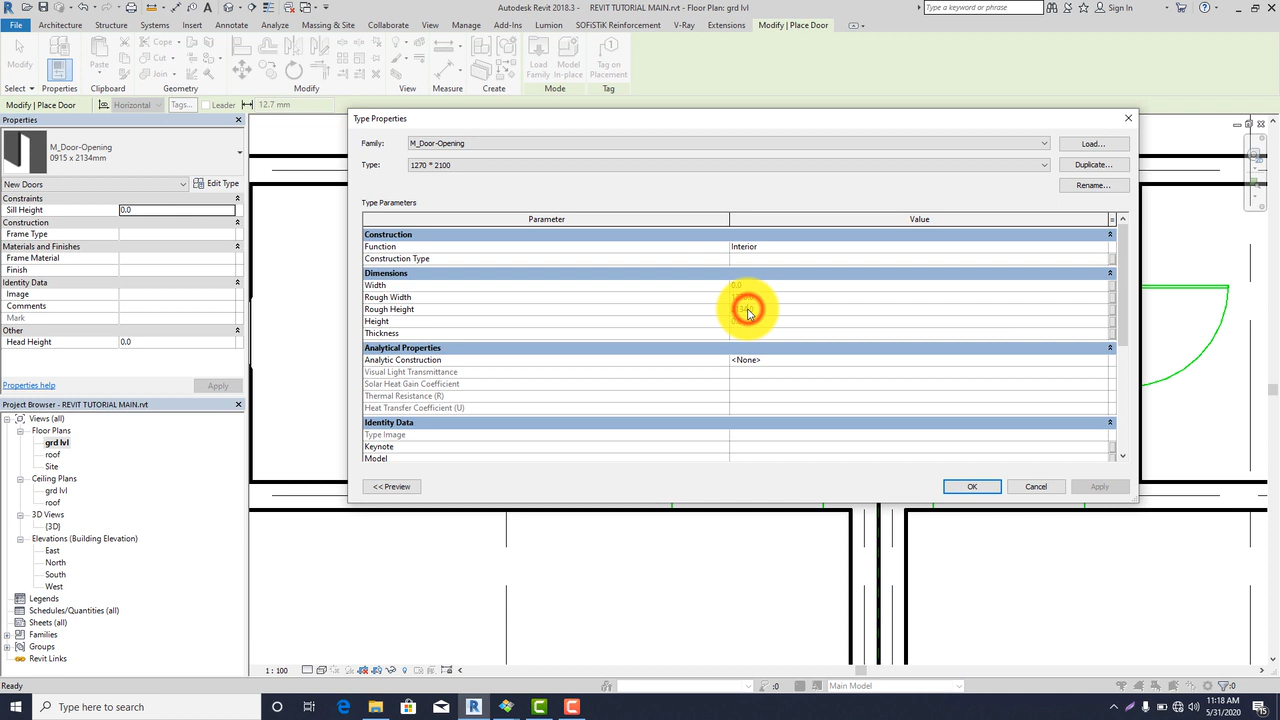 Autodesk Revit 2018.3 - REVIT TUTORIAL MAIN.rvt - Floor Plan: grd lvl
Type a keyword or phrase
Sign In
File Architecture Structure Systems Insert Annotate Analyze Massing & Site Collaborate View Manage Add-Ins Lumion SOFiSTiK Reinforcement V-Ray Extensions Modify | Place Door
Modify
Paste
Cope
Cut
Join
Load Family
Model In-place
Tag on Placement
Select Properties Clipboard Geometry Modify View Measure Create Mode Tag
Modify | Place Door Horizontal Tags... Leader 12.7 mm
Properties
M_Door-Opening
0915 x 2134mm
New Doors Edit Type
Constraints
Sill Height 0.0
Construction
Frame Type
Materials and Finishes
Frame Material
Finish
Identity Data
Image
Comments
Mark
Other
Head Height 0.0
Properties help Apply
Project Browser - REVIT TUTORIAL MAIN.rvt
Views (all)
Floor Plans
grd lvl
roof
Site
Ceiling Plans
grd lvl
roof
3D Views
{3D}
Elevations (Building Elevation)
East
North
South
West
Legends
Schedules/Quantities (all)
Sheets (all)
Families
Groups
Revit Links
Type Properties
Family: M_Door-Opening Load...
Type: 1270 * 2100 Duplicate...
Rename...
Type Parameters
Parameter Value =
Construction
Function Interior
Construction Type
Dimensions
Width 0.0
Rough Width
Rough Height
Height
Thickness
Analytical Properties
Analytic Construction <None>
Visual Light Transmittance
Solar Heat Gain Coefficient
Thermal Resistance (R)
Heat Transfer Coefficient (U)
Identity Data
Type Image
Keynote
Model
<< Preview OK Cancel Apply
1 : 100
Ready :0 Main Model :0
Type here to search
11:18 AM
5/31/2020